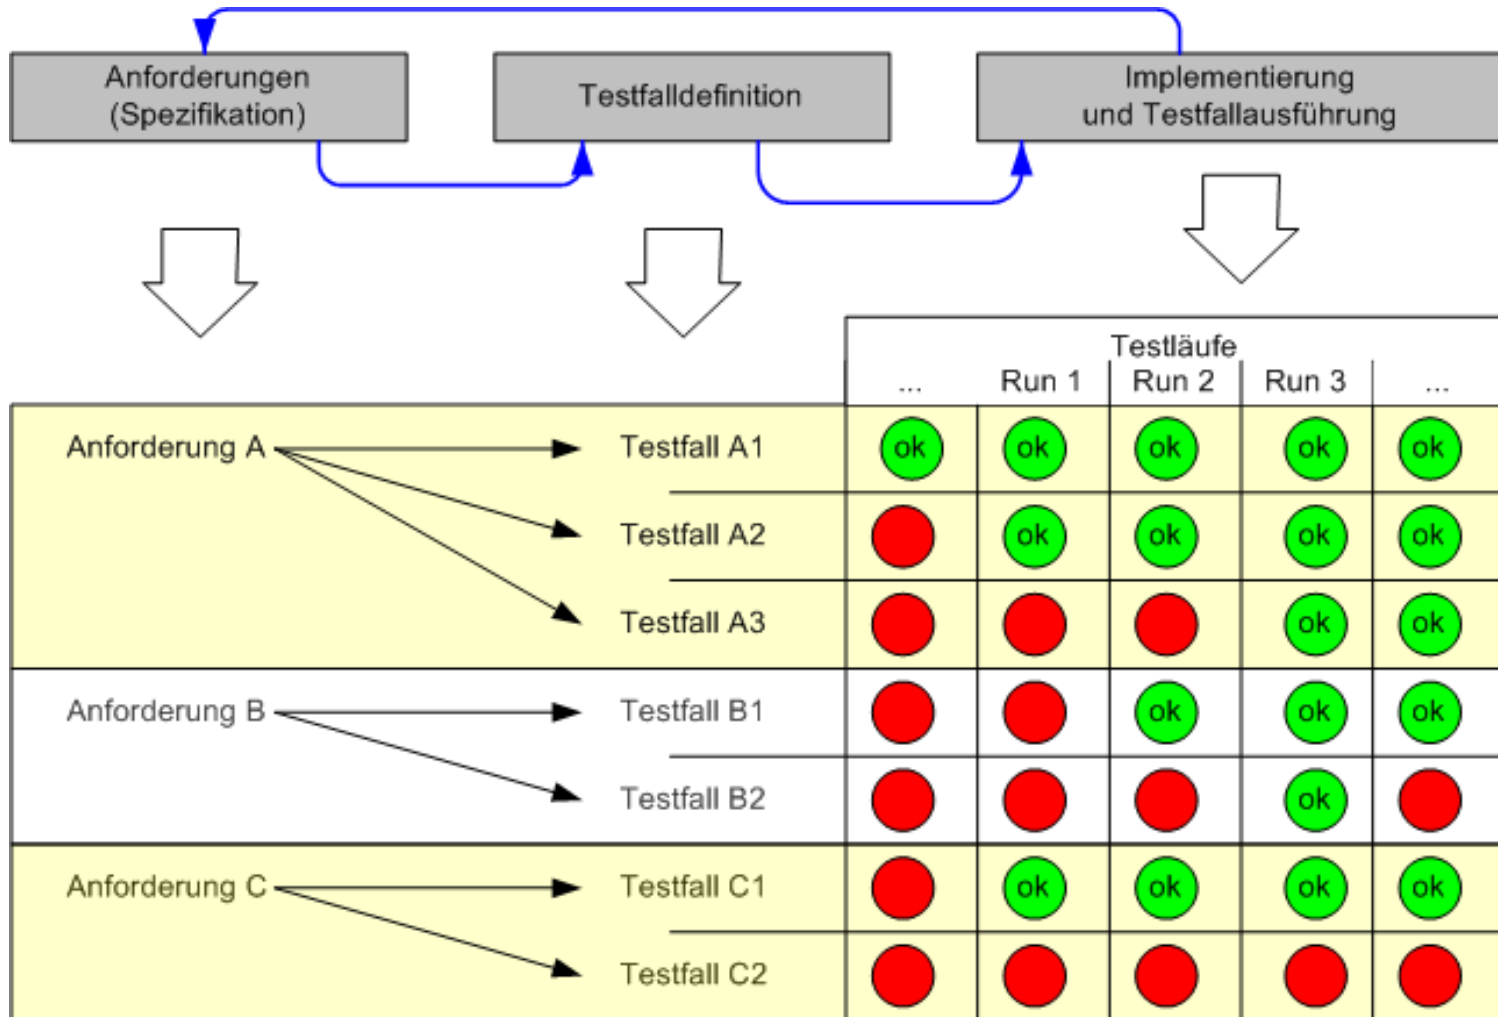 Anforderungen
(Spezifikation)
Testfalldefinition
Implementierung
und Testfallausführung
Testläufe
... Run 1 Run 2 Run 3 ...
Anforderung A Testfall A1 ok ok ok ok ok
Testfall A2 ok ok ok ok
Testfall A3 ok ok
Anforderung B Testfall B1 ok ok ok
Testfall B2 ok
Anforderung C Testfall C1 ok ok ok ok
Testfall C2